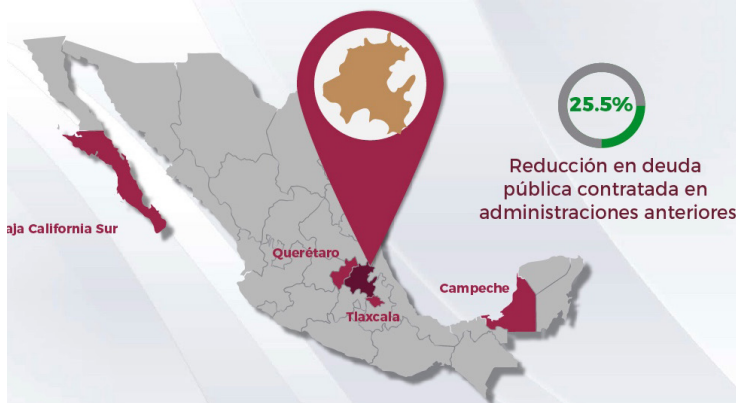 25.5%
Reducción en deuda
pública contratada en
administraciones anteriores
aja California Sur
Querétaro
Campeche
Tlaxcala